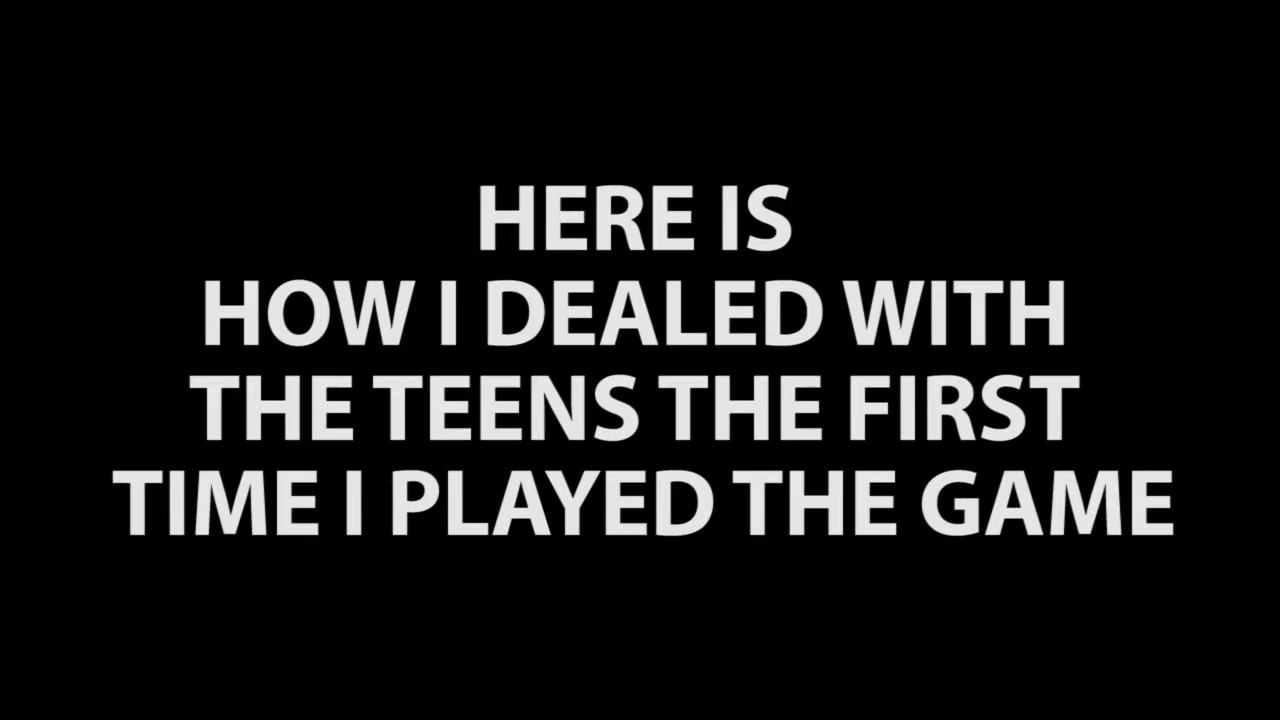 HERE IS
HOW I DEALED WITH
THE TEENS THE FIRST
TIME I PLAYED THE GAME